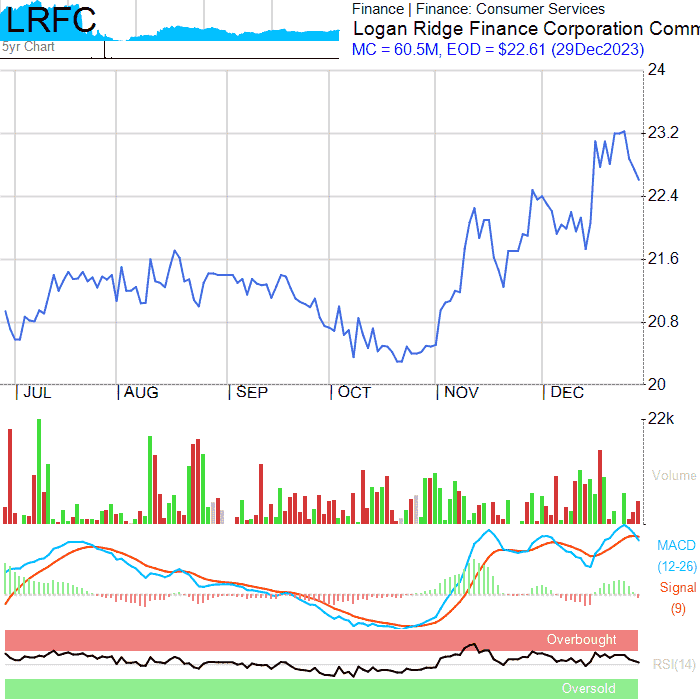 LRFC
5yr Chart
Finance | Finance: Consumer Services
Logan Ridge Finance Corporation Comm
MC = 60.5M, EOD = $22.61 (29Dec2023)
24
23.2
22.4
21.6
20.8
20
JUL AUG SEP OCT NOV DEC
22k
Volume
MACD
(12-26)
Signal
(9)
Overbought
RSI(14)
Oversold